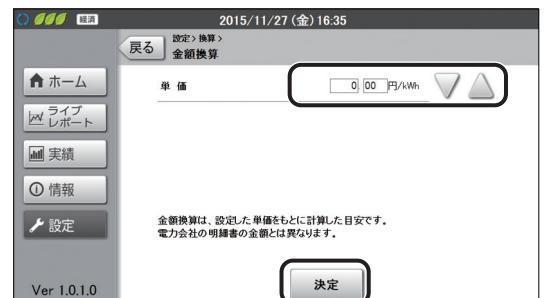 経済
2015/11/27(金)16:35
戻る
設定>換算>
金額換算
ホーム
ライブ
レポート
実績
情報
設定
Ver 1.0.1.0
単 価
0.00円/kWh
金額換算は、設定した単価をもとに計算した目安です。
電力会社の明細書の金額とは異なります。
決定